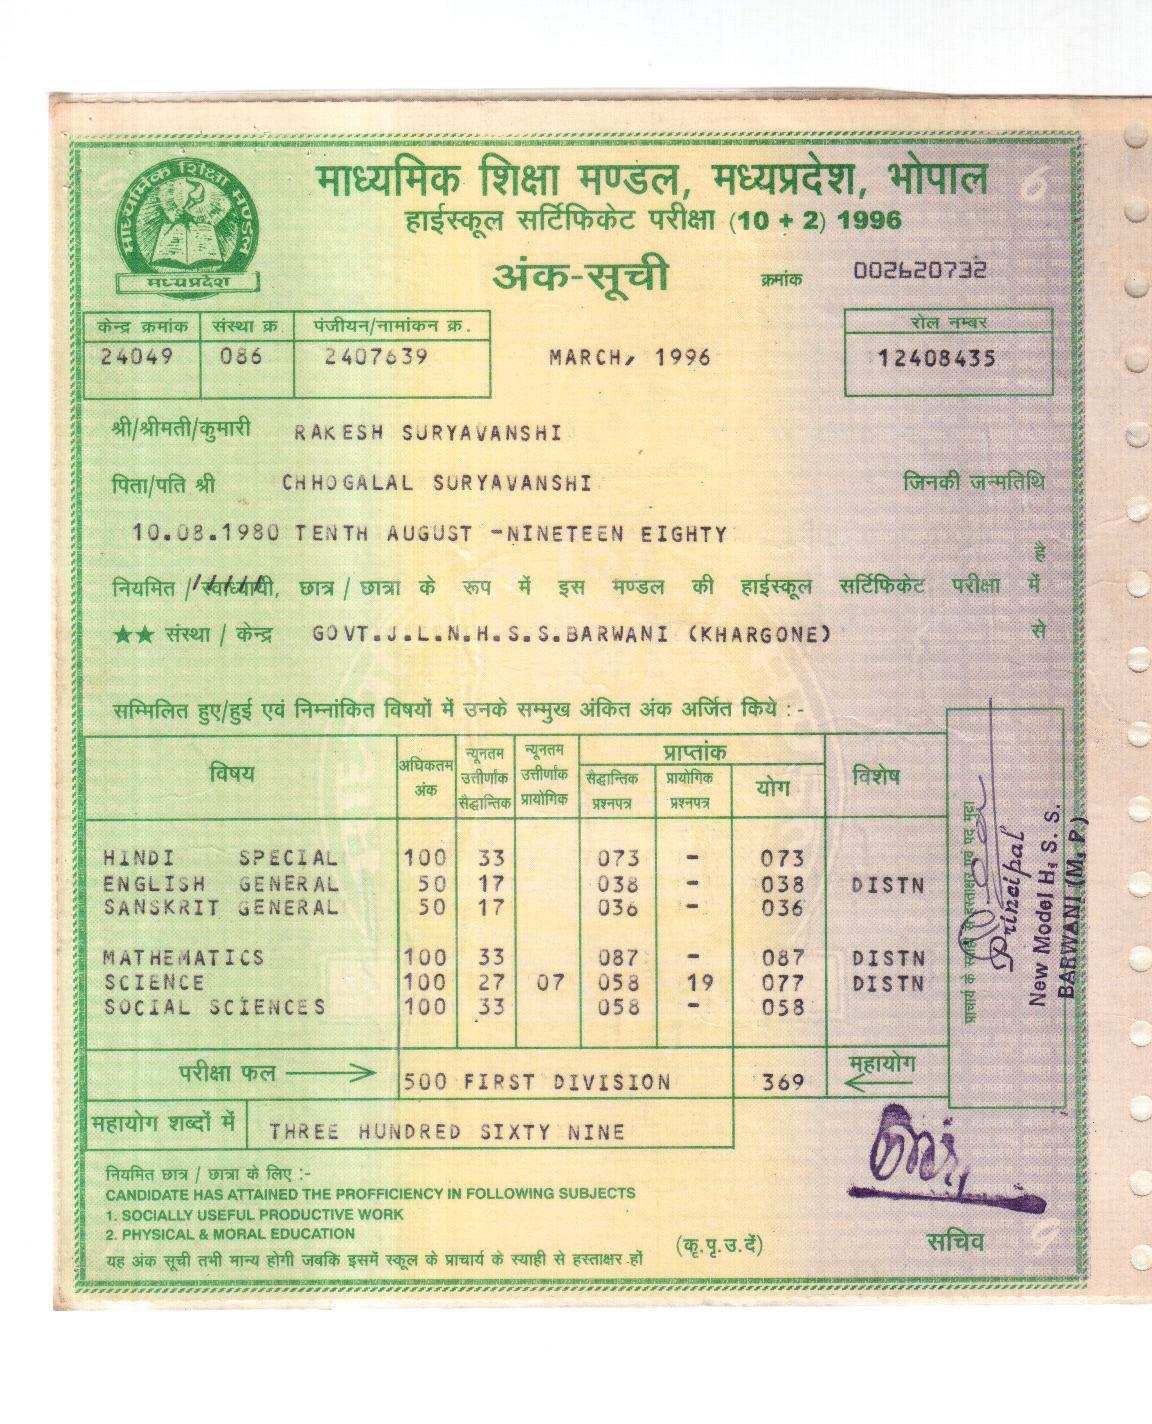 माध्यमिक शिक्षा मण्डल
मध्यप्रदेश
माध्यमिक शिक्षा मण्डल, मध्यप्रदेश, भोपाल
हाईस्कूल सर्टिफिकेट परीक्षा (10 + 2) 1996
अंक-सूची
क्रमांक 002620732
केन्द्र क्रमांक संस्था क्र. पंजीयन/नामांकन क्र. रोल नम्बर
24049 086 2407639 MARCH, 1996 12408435
श्री/श्रीमती/कुमारी RAKESH SURYAVANSHI
पिता/पति श्री CHHOGALAL SURYAVANSHI जिनकी जन्मतिथि
10.08.1980 TENTH AUGUST -NINETEEN EIGHTY है
नियमित / स्वाध्यायी, छात्र / छात्रा के रूप में इस मण्डल की हाईस्कूल सर्टिफिकेट परीक्षा में
★★ संस्था / केन्द्र GOVT.J.L.N.H.S.S.BARWANI (KHARGONE) से
सम्मिलित हुए/हुई एवं निम्नांकित विषयों में उनके सम्मुख अंकित अंक अर्जित किये :-
विषय अधिकतम अंक न्यूनतम उत्तीर्णांक सैद्धान्तिक न्यूनतम उत्तीर्णांक प्रायोगिक प्राप्तांक विशेष
सैद्धान्तिक प्रश्नपत्र प्रायोगिक प्रश्नपत्र योग
HINDI SPECIAL 100 33 073 - 073
ENGLISH GENERAL 50 17 038 - 038 DISTN
SANSKRIT GENERAL 50 17 036 - 036
MATHEMATICS 100 33 087 - 087 DISTN
SCIENCE 100 27 07 058 19 077 DISTN
SOCIAL SCIENCES 100 33 058 - 058
परीक्षा फल 500 FIRST DIVISION 369 महायोग
महायोग शब्दों में THREE HUNDRED SIXTY NINE
प्राचार्य के स्याही से हस्ताक्षर एवं पद मुद्रा
Principal
New Model H. S. S.
BARWANI (M. P.)
नियमित छात्र / छात्रा के लिए :-
CANDIDATE HAS ATTAINED THE PROFFICIENCY IN FOLLOWING SUBJECTS
1. SOCIALLY USEFUL PRODUCTIVE WORK
2. PHYSICAL & MORAL EDUCATION
यह अंक सूची तभी मान्य होगी जबकि इसमें स्कूल के प्राचार्य के स्याही से हस्ताक्षर हों
(कृ.पृ.उ.दें)
सचिव